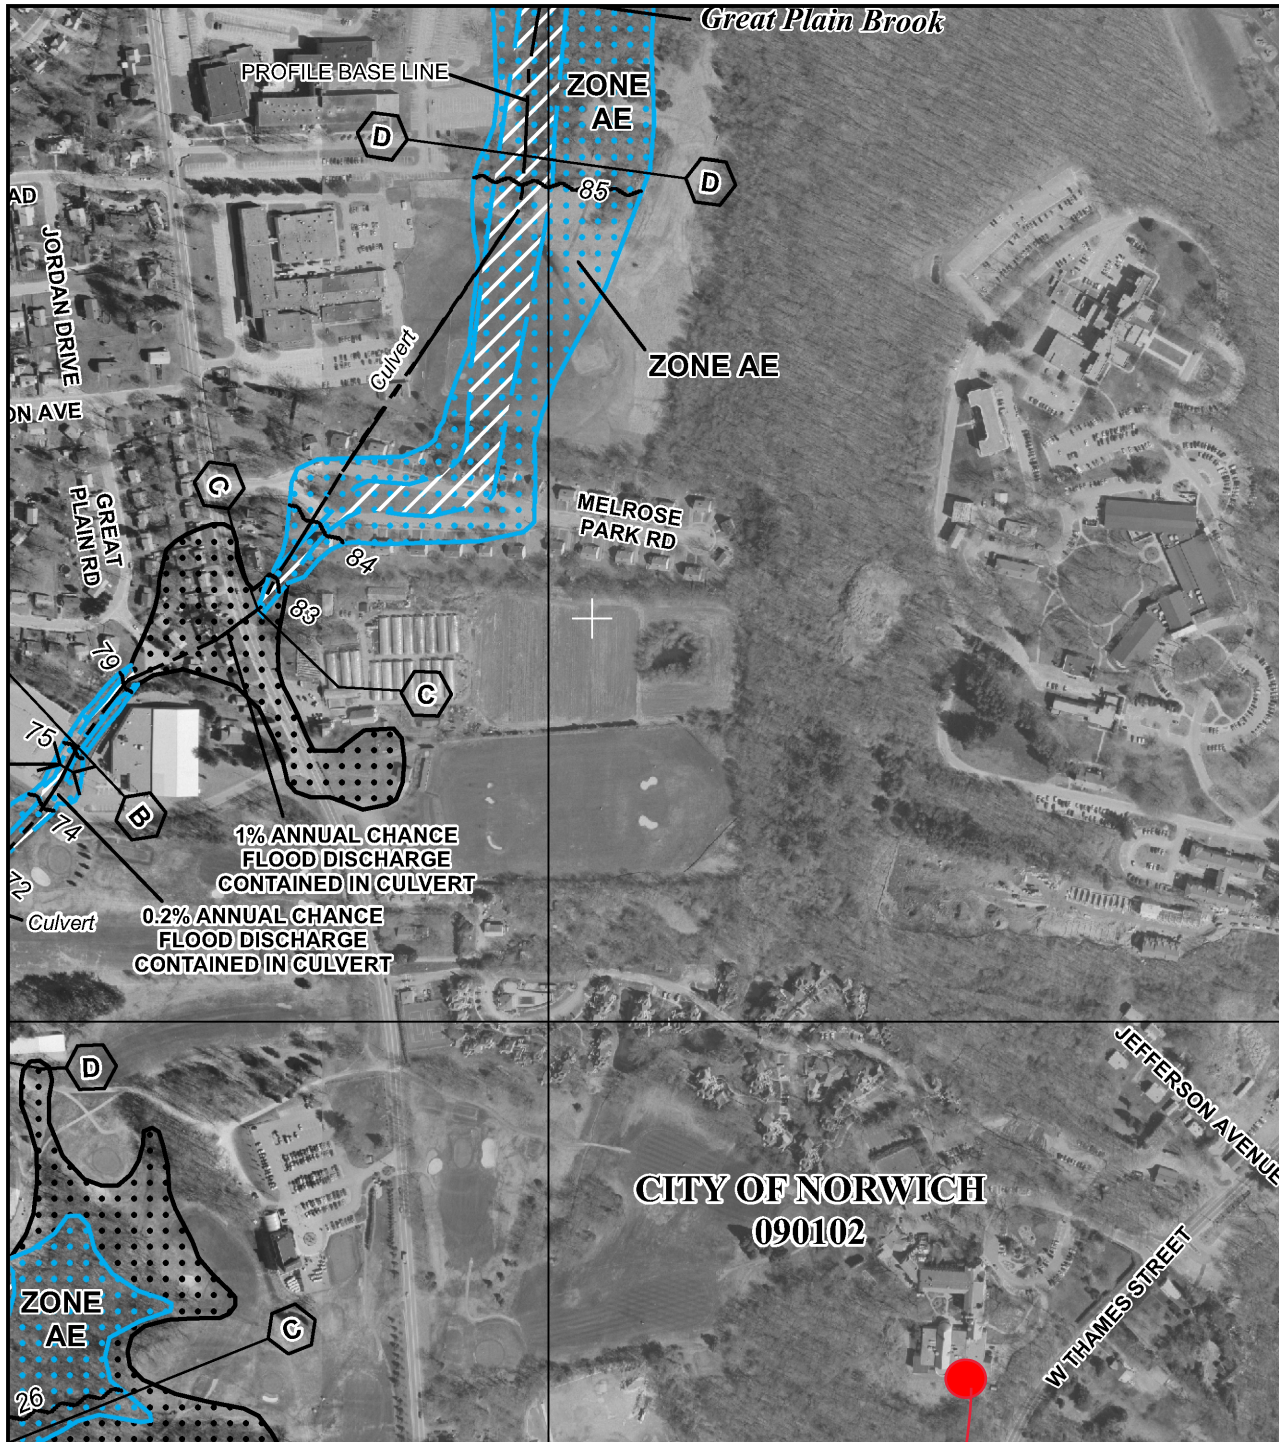 Great Plain Brook
PROFILE BASE LINE
ZONE
AE
D
D
85
AD
JORDAN DRIVE
Culvert
ZONE AE
ON AVE
C
GREAT
PLAIN RD
MELROSE
PARK RD
84
83
79
C
75
B
74
1% ANNUAL CHANCE
FLOOD DISCHARGE
CONTAINED IN CULVERT
72
Culvert
0.2% ANNUAL CHANCE
FLOOD DISCHARGE
CONTAINED IN CULVERT
D
JEFFERSON AVENUE
CITY OF NORWICH
090102
W THAMES STREET
ZONE
AE
C
26